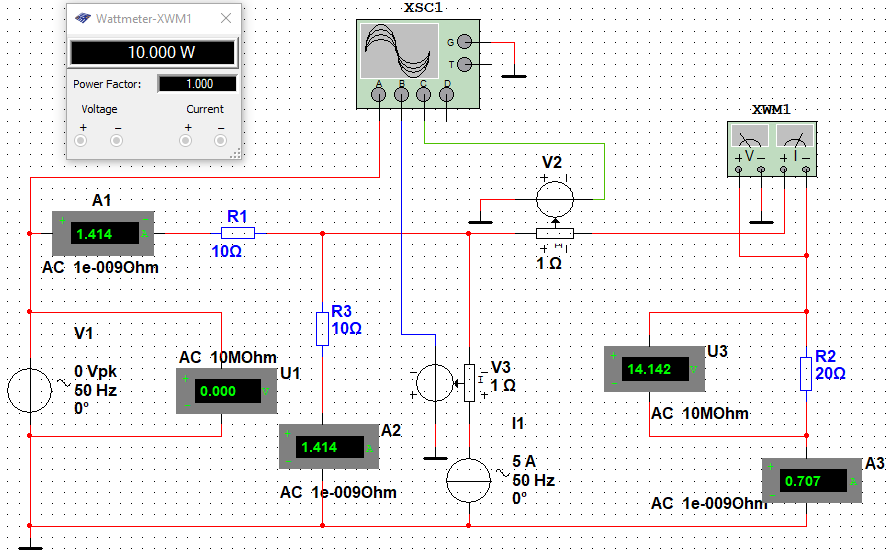 XSC1
Wattmeter-XWM1
10.000 W
Power Factor: 1.000
Voltage Current
+ − + −
G
T
A B C D
XWM1
V I
+ − + −
V2
+ −
1 Ω
A1
+ −
1.414 A
AC 1e-009Ohm
R1
10Ω
R3
10Ω
V1
0 Vpk
50 Hz
0°
AC 10MOhm
U1
0.000 V
V3
1 Ω
U3
14.142 V
AC 10MOhm
R2
20Ω
I1
5 A
50 Hz
0°
A2
1.414 A
AC 1e-009Ohm
A3
0.707 A
AC 1e-009Ohm